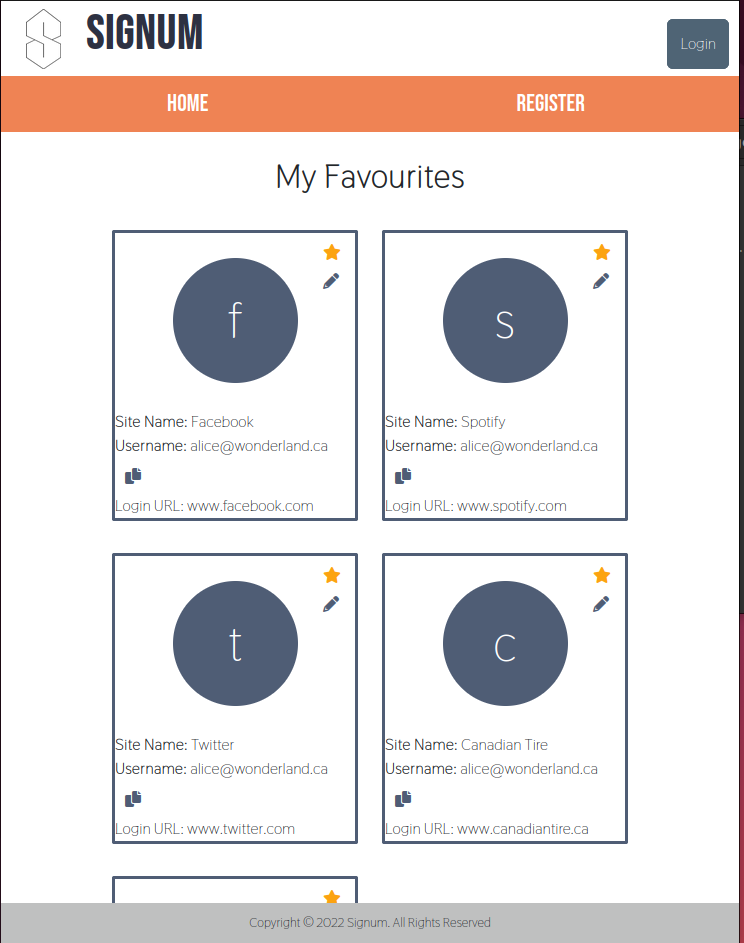 SIGNUM
Login
HOME REGISTER
My Favourites
f
Site Name: Facebook
Username: alice@wonderland.ca
Login URL: www.facebook.com
s
Site Name: Spotify
Username: alice@wonderland.ca
Login URL: www.spotify.com
t
Site Name: Twitter
Username: alice@wonderland.ca
Login URL: www.twitter.com
c
Site Name: Canadian Tire
Username: alice@wonderland.ca
Login URL: www.canadiantire.ca
Copyright © 2022 Signum. All Rights Reserved